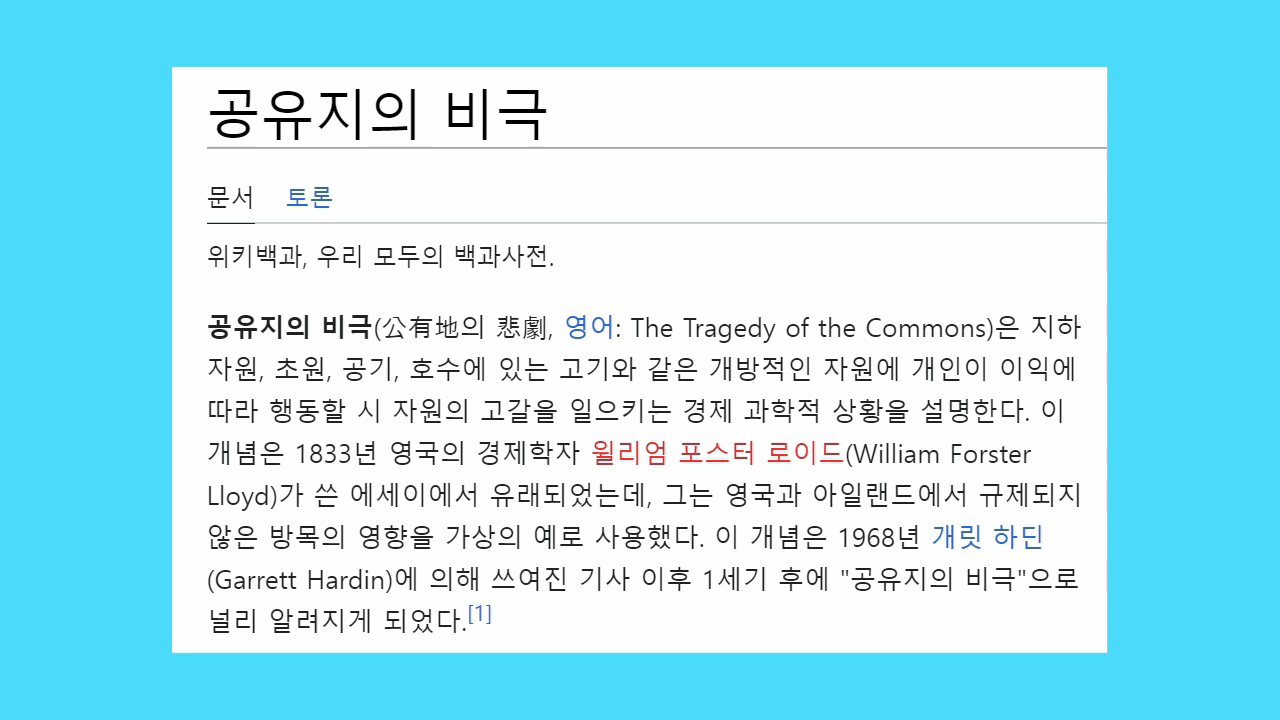 공유지의 비극
문서 토론
위키백과, 우리 모두의 백과사전.
공유지의 비극(公有地의 悲劇, 영어: The Tragedy of the Commons)은 지하
자원, 초원, 공기, 호수에 있는 고기와 같은 개방적인 자원에 개인이 이익에
따라 행동할 시 자원의 고갈을 일으키는 경제 과학적 상황을 설명한다. 이
개념은 1833년 영국의 경제학자 윌리엄 포스터 로이드(William Forster
Lloyd)가 쓴 에세이에서 유래되었는데, 그는 영국과 아일랜드에서 규제되지
않은 방목의 영향을 가상의 예로 사용했다. 이 개념은 1968년 개릿 하딘
(Garrett Hardin)에 의해 쓰여진 기사 이후 1세기 후에 "공유지의 비극"으로
널리 알려지게 되었다.[1]